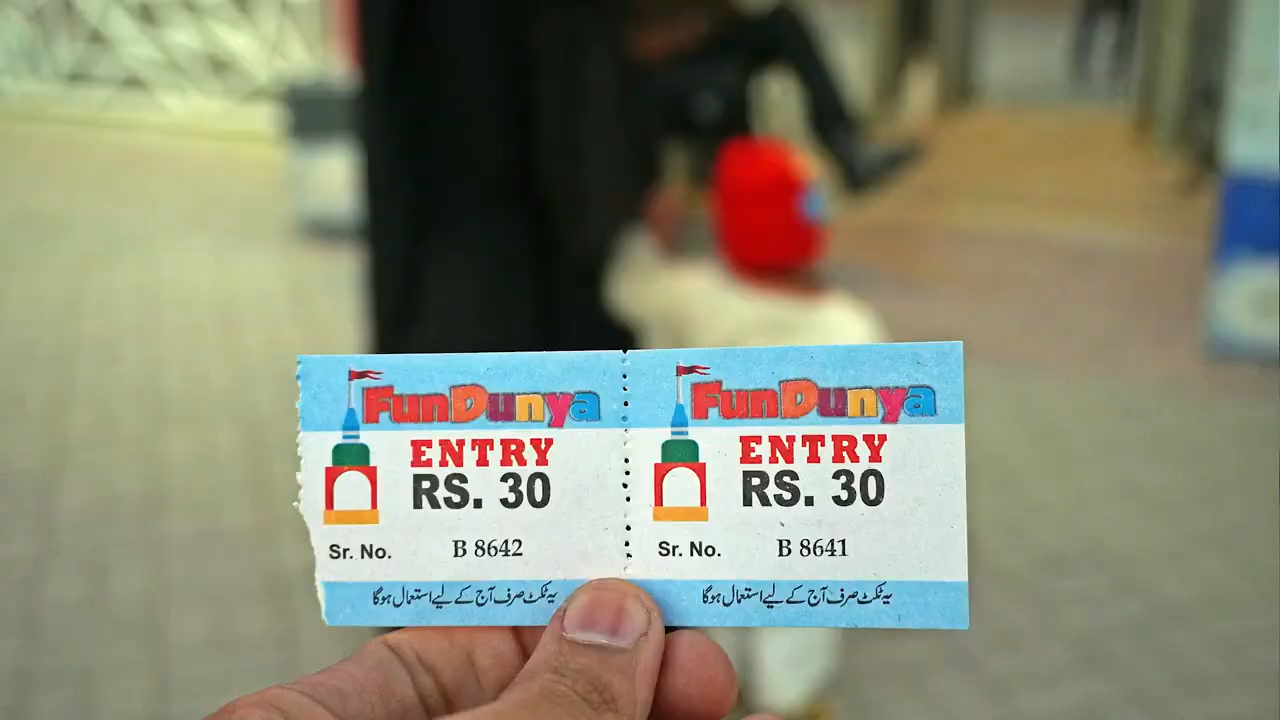 FunDunya
ENTRY
RS. 30
Sr. No. B 8642
یہ ٹکٹ صرف آج کے لیے استعمال ہوگا
FunDunya
ENTRY
RS. 30
Sr. No. B 8641
یہ ٹکٹ صرف آج کے لیے استعمال ہوگا